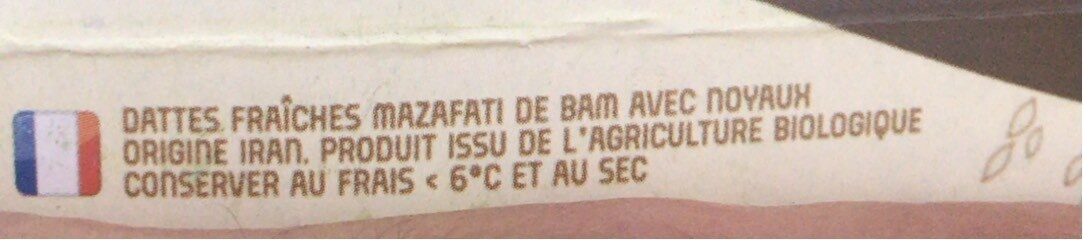 DATTES FRAÎCHES MAZAFATI DE BAM AVEC NOYAUX
ORIGINE IRAN. PRODUIT ISSU DE L'AGRICULTURE BIOLOGIQUE
CONSERVER AU FRAIS < 6°C ET AU SEC